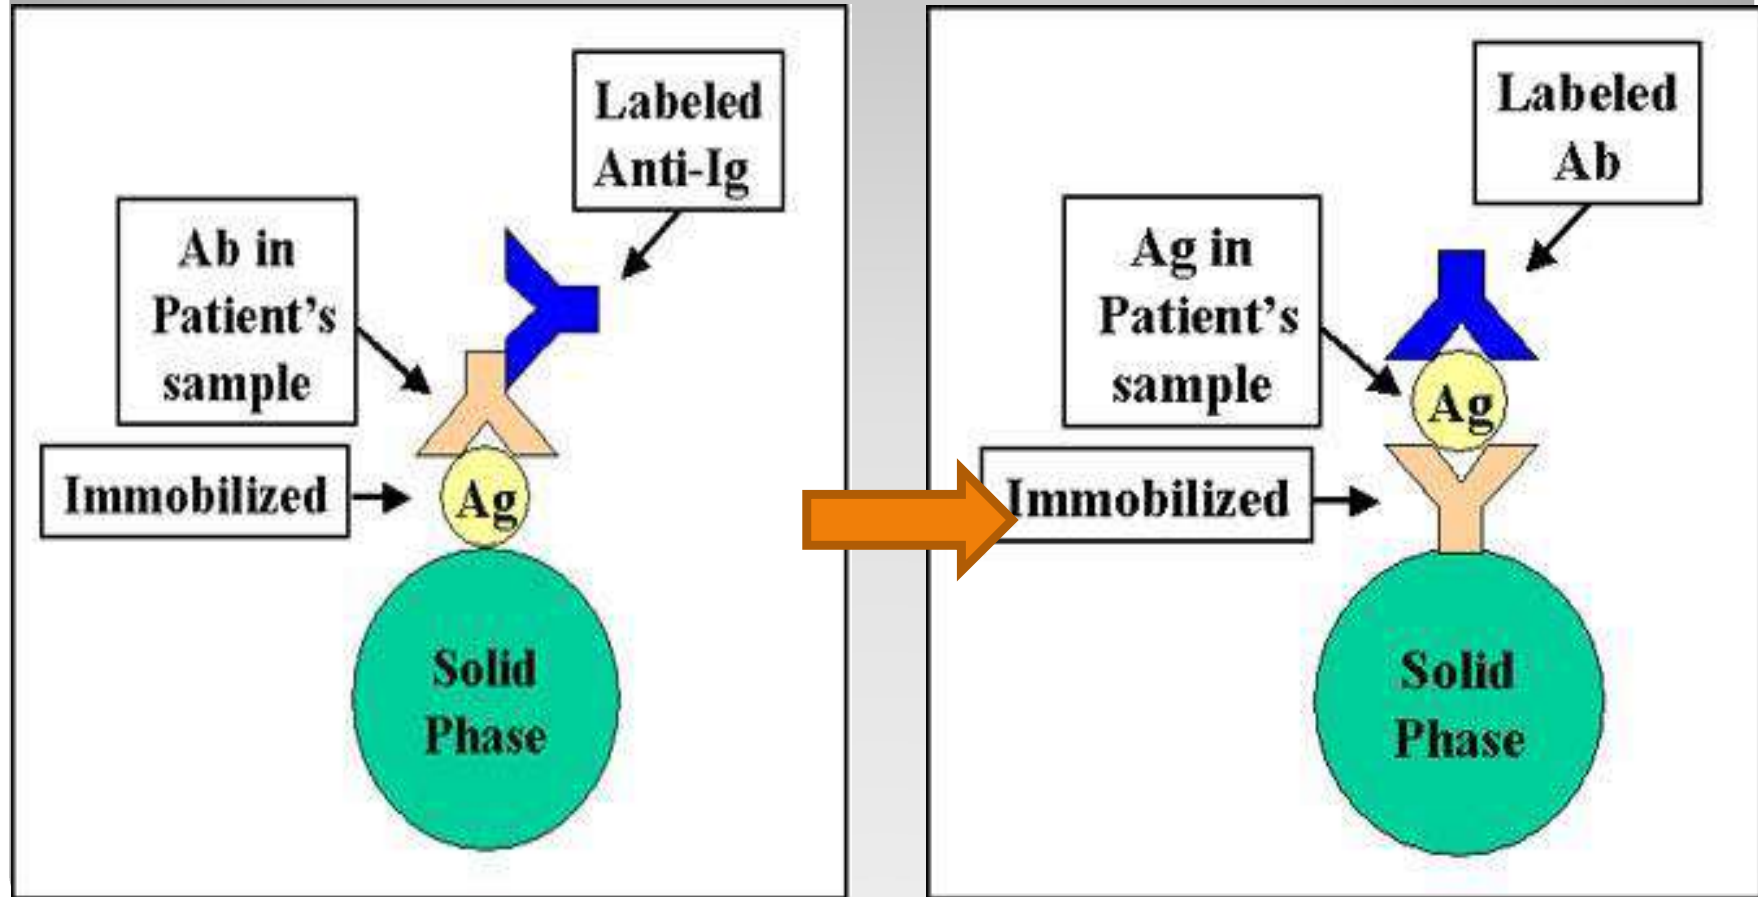 Labeled
Anti-Ig
Ab in
Patient's
sample
Immobilized
Ag
Solid
Phase
Labeled
Ab
Ag in
Patient's
sample
Ag
Immobilized
Solid
Phase